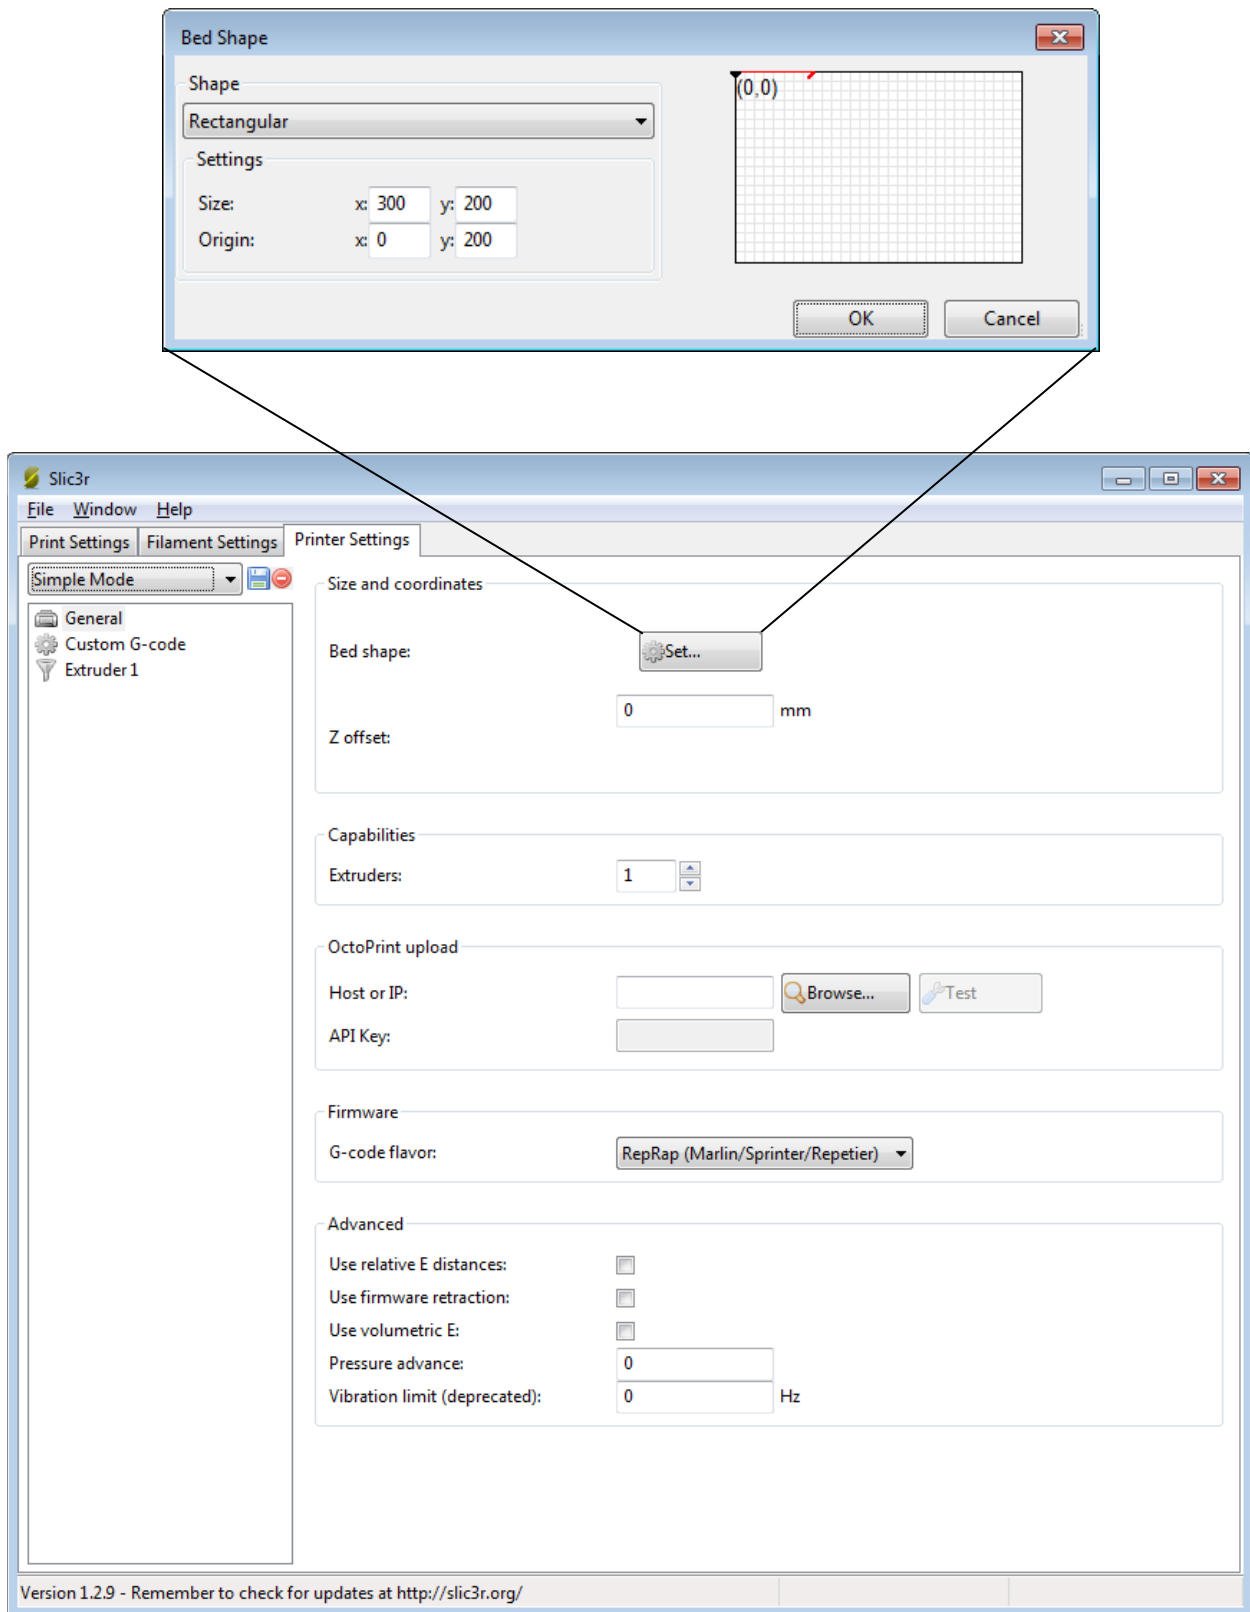 Bed Shape
Shape
(0,0)
Rectangular
Settings
Size: x: 300 y: 200
Origin: x: 0 y: 200
OK Cancel
Slic3r
File Window Help
Print Settings Filament Settings Printer Settings
Simple Mode
General
Custom G-code
Extruder 1
Size and coordinates
Bed shape: Set...
0 mm
Z offset:
Capabilities
Extruders: 1
OctoPrint upload
Host or IP: Browse... Test
API Key:
Firmware
G-code flavor: RepRap (Marlin/Sprinter/Repetier)
Advanced
Use relative E distances:
Use firmware retraction:
Use volumetric E:
Pressure advance: 0
Vibration limit (deprecated): 0 Hz
Version 1.2.9 - Remember to check for updates at http://slic3r.org/